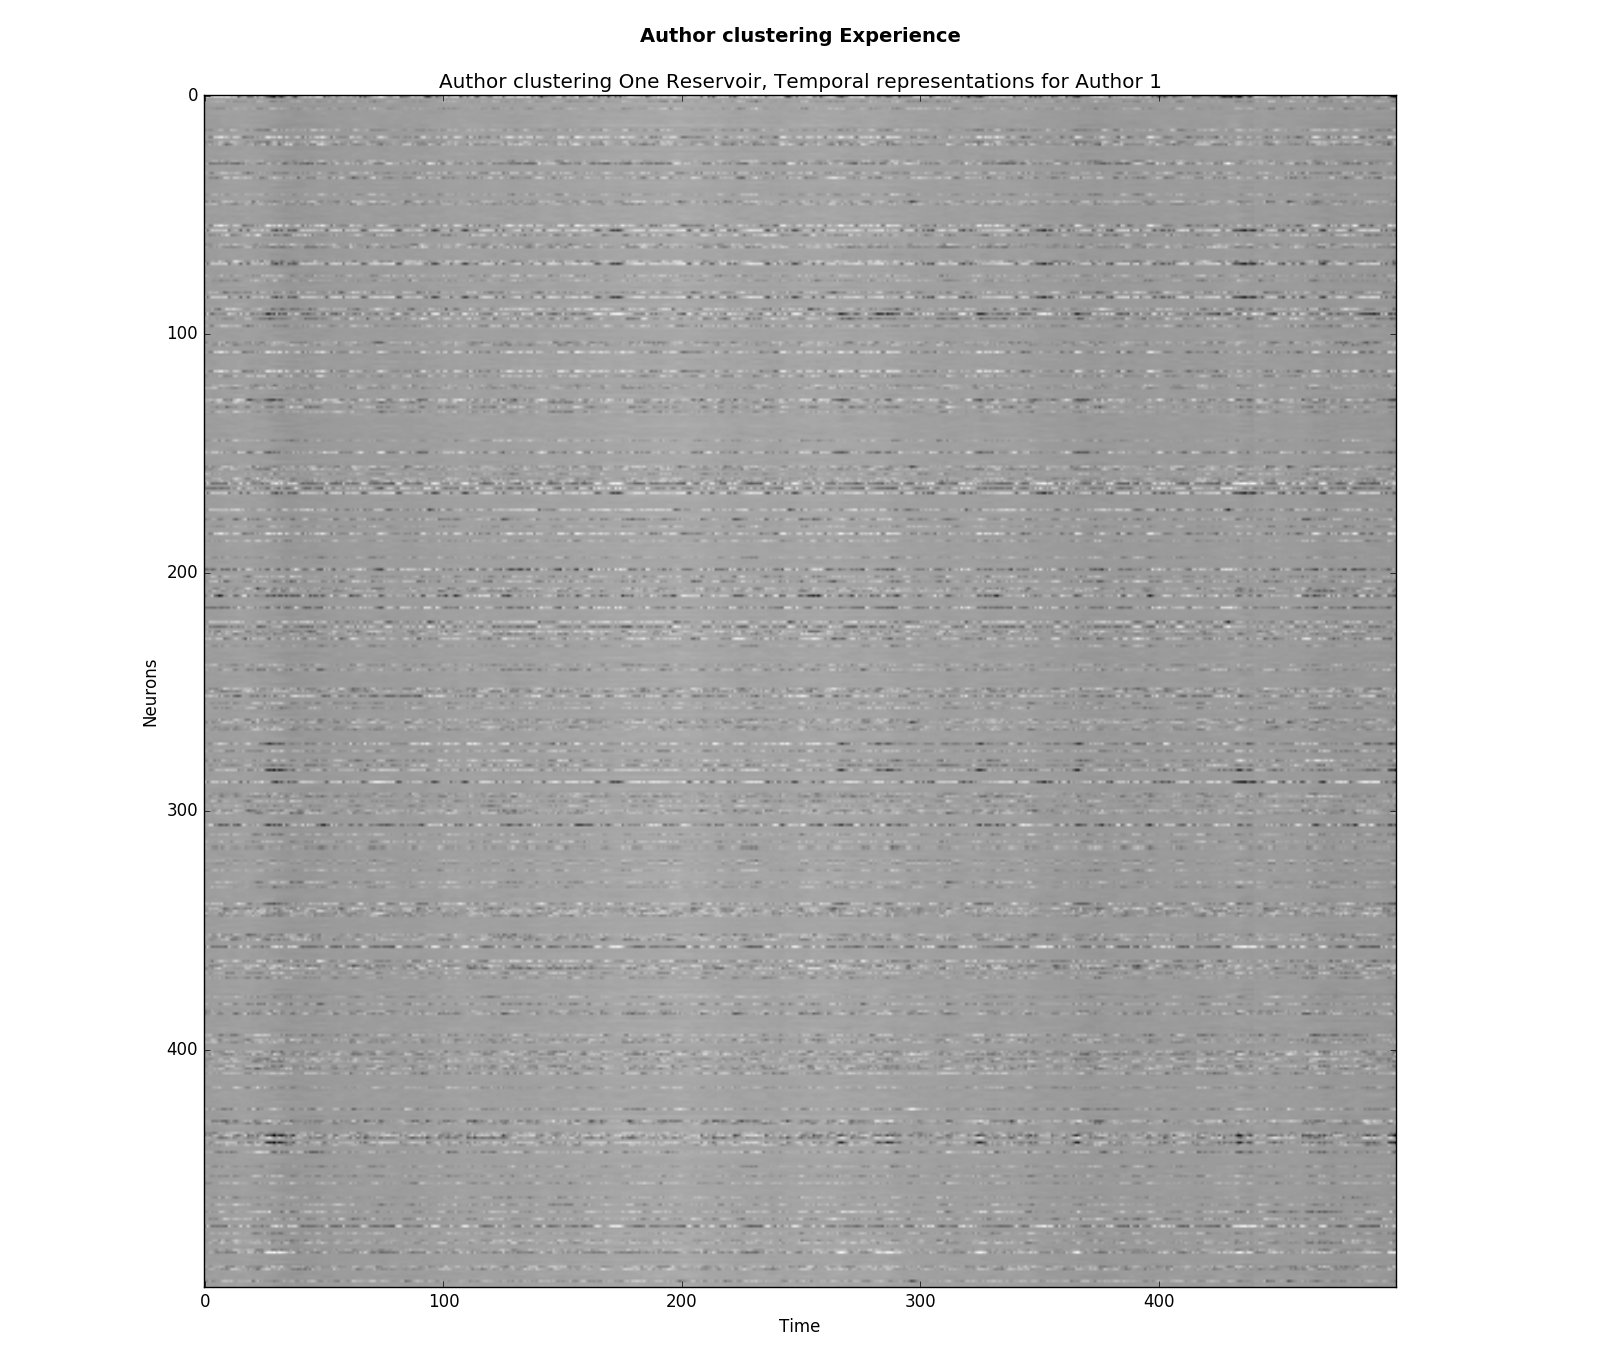 Author clustering Experience
Author clustering One Reservoir, Temporal representations for Author 1
0
100
200
300
400
Neurons
0 100 200 300 400
Time